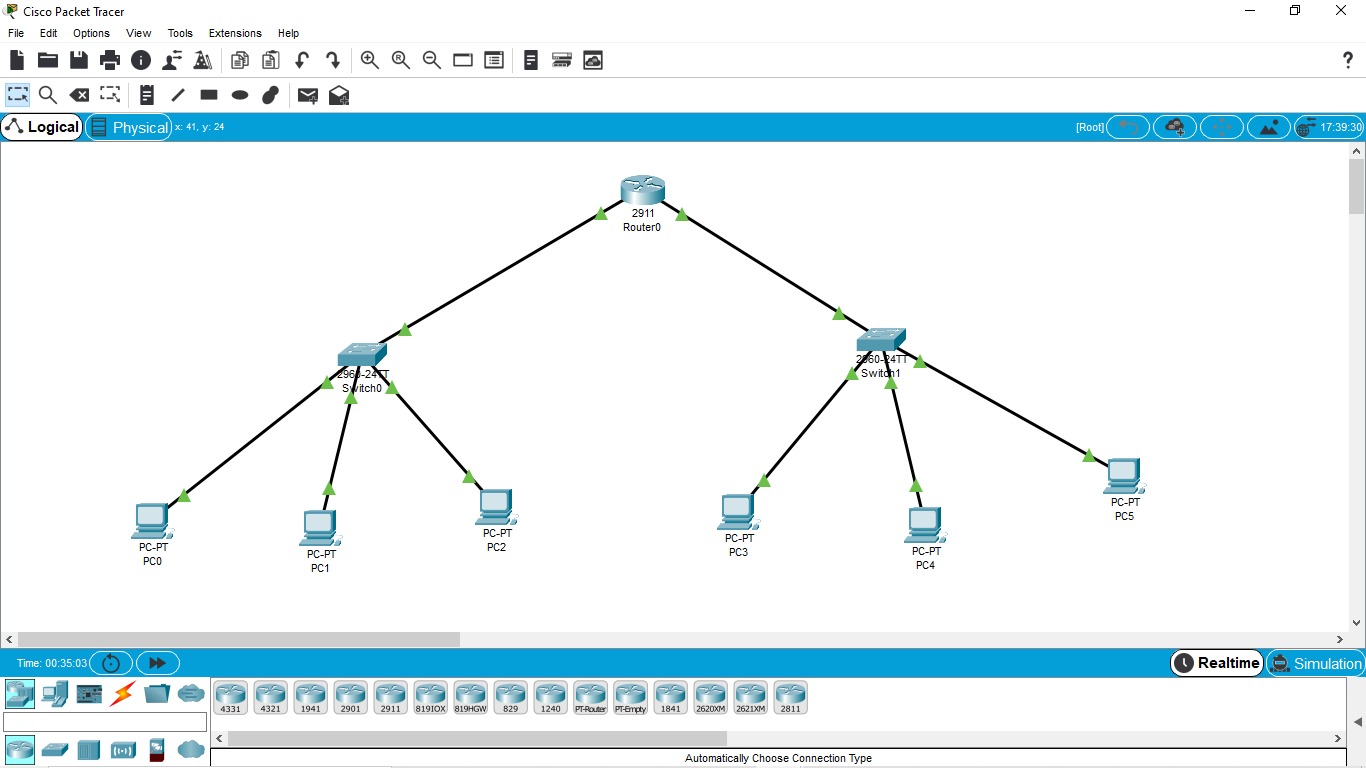 Cisco Packet Tracer
File Edit Options View Tools Extensions Help
Logical
Physical
x: 41, y: 24
[Root]
17:39:30
2911
Router0
2960-24TT
Switch0
2960-24TT
Switch1
PC-PT
PC0
PC-PT
PC1
PC-PT
PC2
PC-PT
PC3
PC-PT
PC4
PC-PT
PC5
Time: 00:35:03
Realtime
Simulation
4331 4321 1941 2901 2911 819IOX 819HGW 829 1240 PT-Router PT-Empty 1841 2620XM 2621XM 2811
Automatically Choose Connection Type